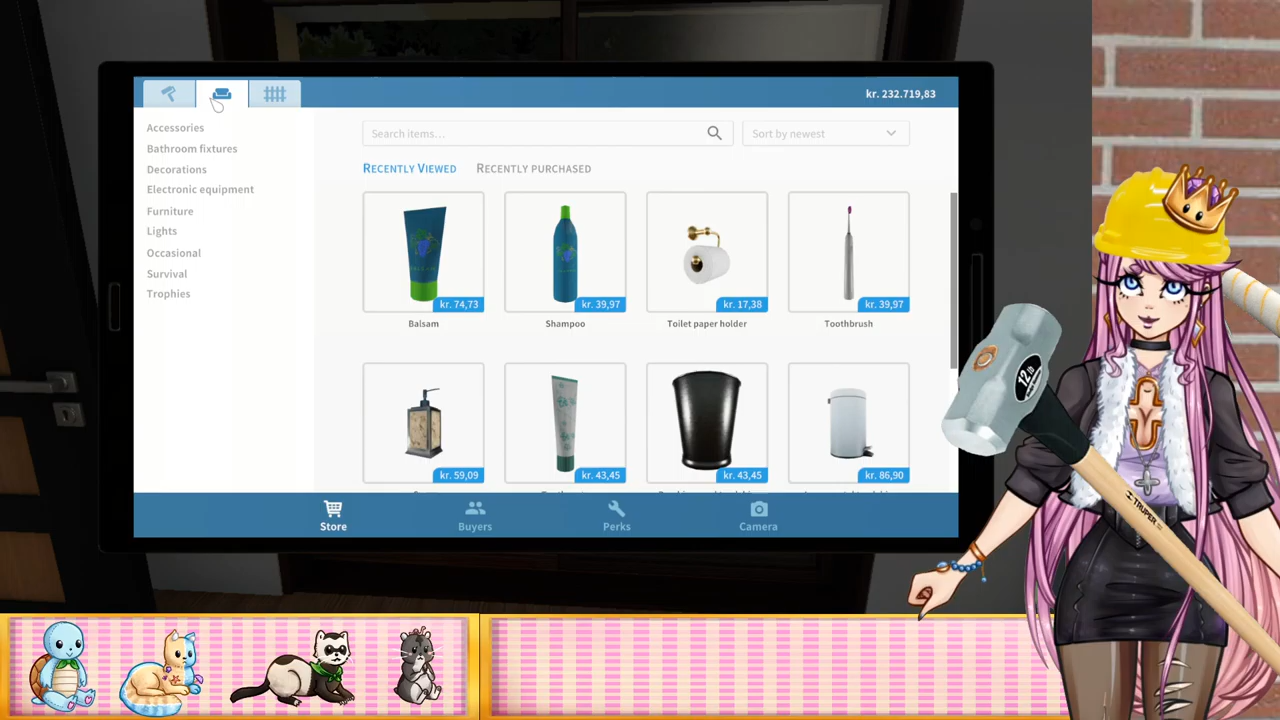 kr. 232.719,83
Accessories
Bathroom fixtures
Decorations
Electronic equipment
Furniture
Lights
Occasional
Survival
Trophies
Search items...
Sort by newest
RECENTLY VIEWED
RECENTLY PURCHASED
kr. 74,73
kr. 39,97
kr. 17,38
kr. 39,97
Balsam
Shampoo
Toilet paper holder
Toothbrush
kr. 59,09
kr. 43,45
kr. 43,45
kr. 86,90
Store
Buyers
Perks
Camera
12 lb
TRUPER